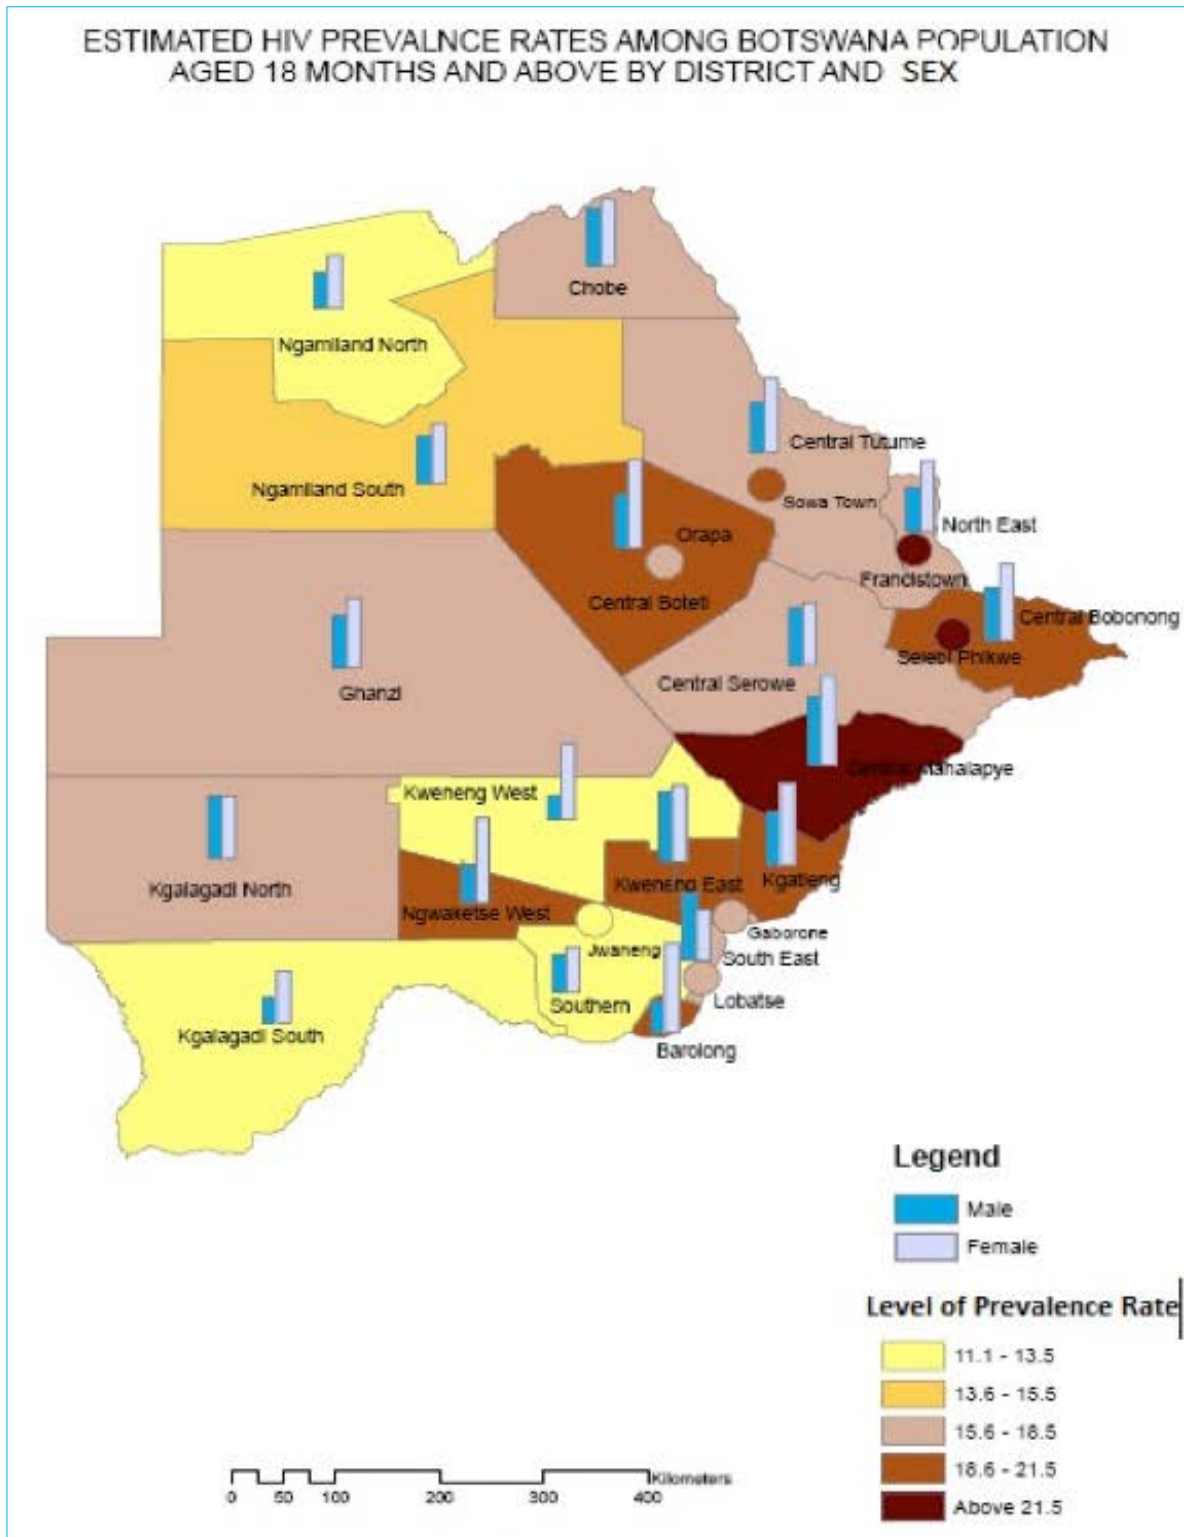 ESTIMATED HIV PREVALNCE RATES AMONG BOTSWANA POPULATION
AGED 18 MONTHS AND ABOVE BY DISTRICT AND SEX
Chobe
Ngamiland North
Central Tutume
Ngamiland South
Sowa Town
North East
Orapa
Francistown
Central Boteti
Central Bobonong
Selebi Phikwe
Central Serowe
Ghanzi
Central Mahalapye
Kweneng West
Kgalagadi North
Kweneng East
Kgatleng
Ngwaketse West
Gaborone
Jwaneng
South East
Southern
Lobatse
Kgalagadi South
Barolong
Legend
Male
Female
Level of Prevalence Rate
11.1 - 13.5
13.6 - 15.5
15.6 - 18.5
18.6 - 21.5
Above 21.5
Kilometers
0 50 100 200 300 400